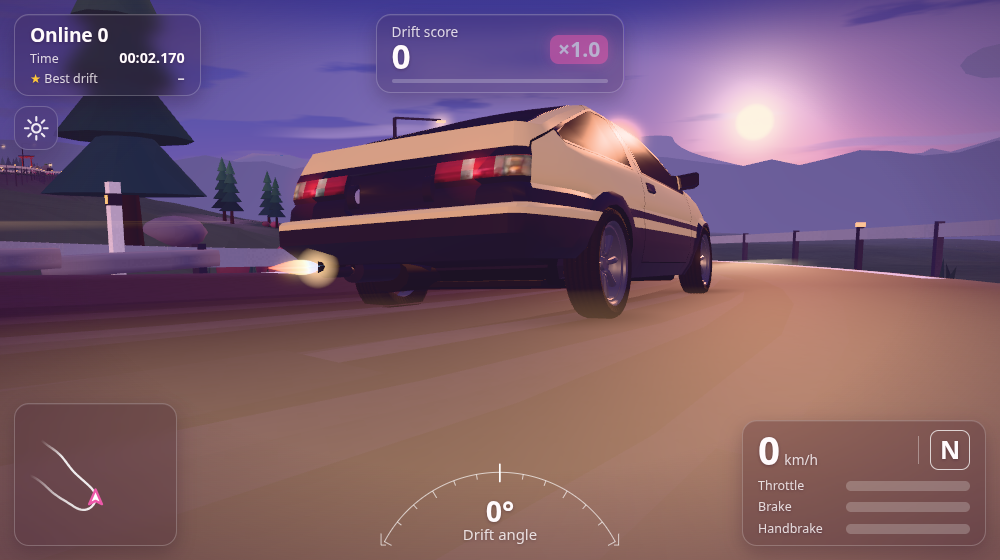 Online 0
Time 00:02.170
★ Best drift –
Drift score
0
×1.0
0°
Drift angle
0 km/h
N
Throttle
Brake
Handbrake